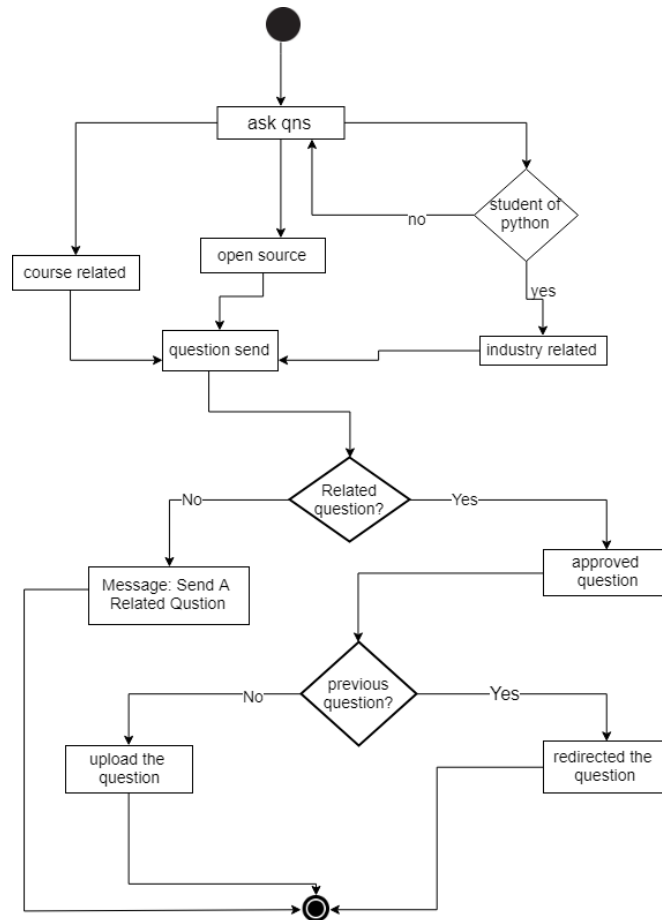 ask qns
student of
python
no
open source
course related
yes
question send
industry related
Related
question?
No
Yes
Message: Send A
Related Qustion
approved
question
previous
question?
No
Yes
upload the
question
redirected the
question